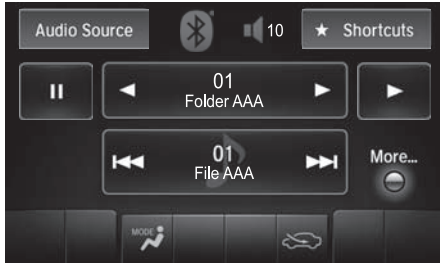 Audio Source
10
★ Shortcuts
01
Folder AAA
01
File AAA
More...
MODE